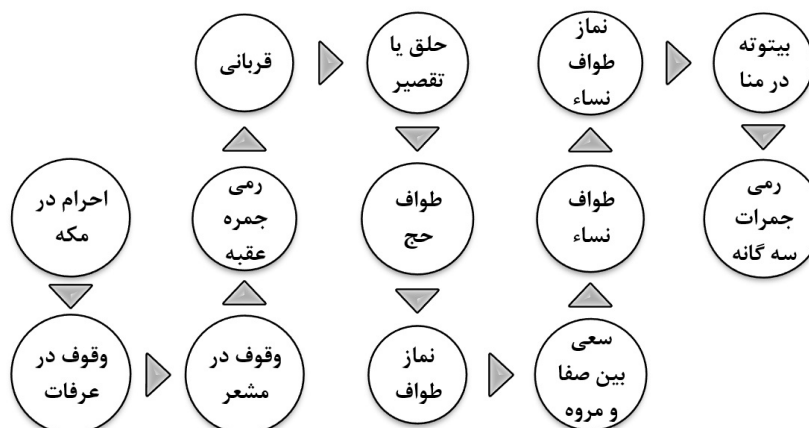 احرام در
مکه
وقوف در
عرفات
وقوف در
مشعر
رمی
جمره
عقبه
قربانی
حلق یا
تقصیر
طواف
حج
نماز
طواف
سعی
بین صفا
و مروه
طواف
نساء
نماز
طواف
نساء
بیتوته
در منا
رمی
جمرات
سه گانه